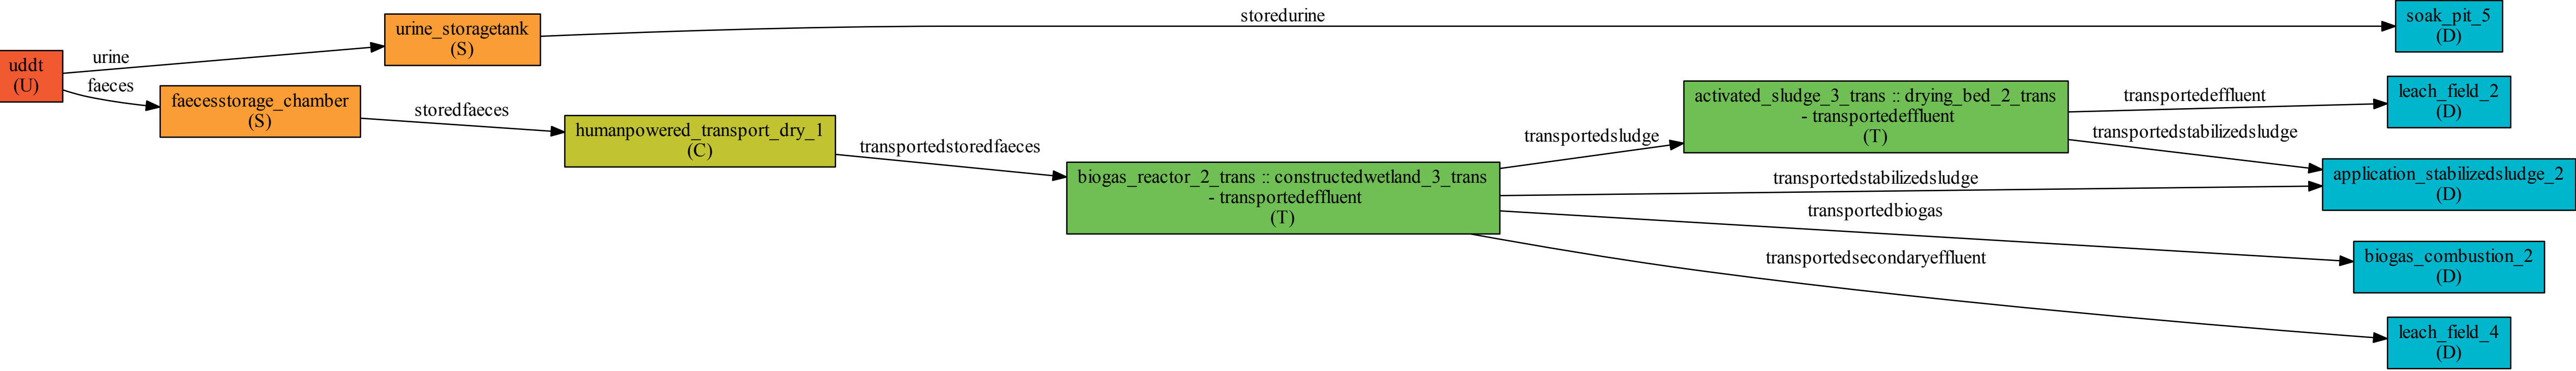 uddt
(U)
urine
faeces
urine_storagetank
(S)
faecesstorage_chamber
(S)
storedurine
storedfaeces
humanpowered_transport_dry_1
(C)
transportedstoredfaeces
biogas_reactor_2_trans :: constructedwetland_3_trans
- transportedeffluent
(T)
transportedsludge
activated_sludge_3_trans :: drying_bed_2_trans
- transportedeffluent
(T)
transportedeffluent
transportedstabilizedsludge
transportedstabilizedsludge
transportedbiogas
transportedsecondaryeffluent
soak_pit_5
(D)
leach_field_2
(D)
application_stabilizedsludge_2
(D)
biogas_combustion_2
(D)
leach_field_4
(D)